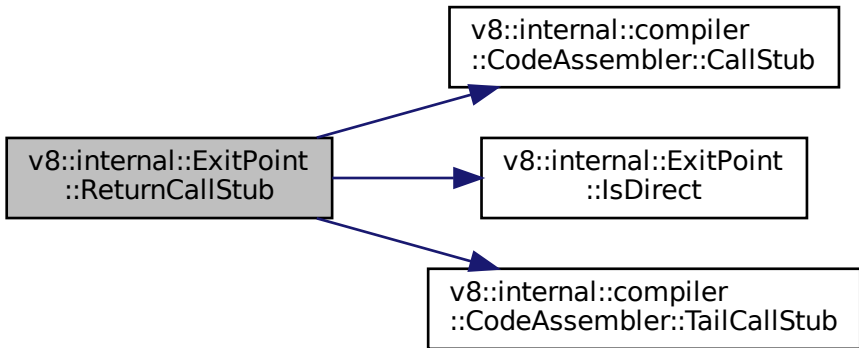 v8::internal::compiler
::CodeAssembler::CallStub
v8::internal::ExitPoint
::ReturnCallStub
v8::internal::ExitPoint
::IsDirect
v8::internal::compiler
::CodeAssembler::TailCallStub